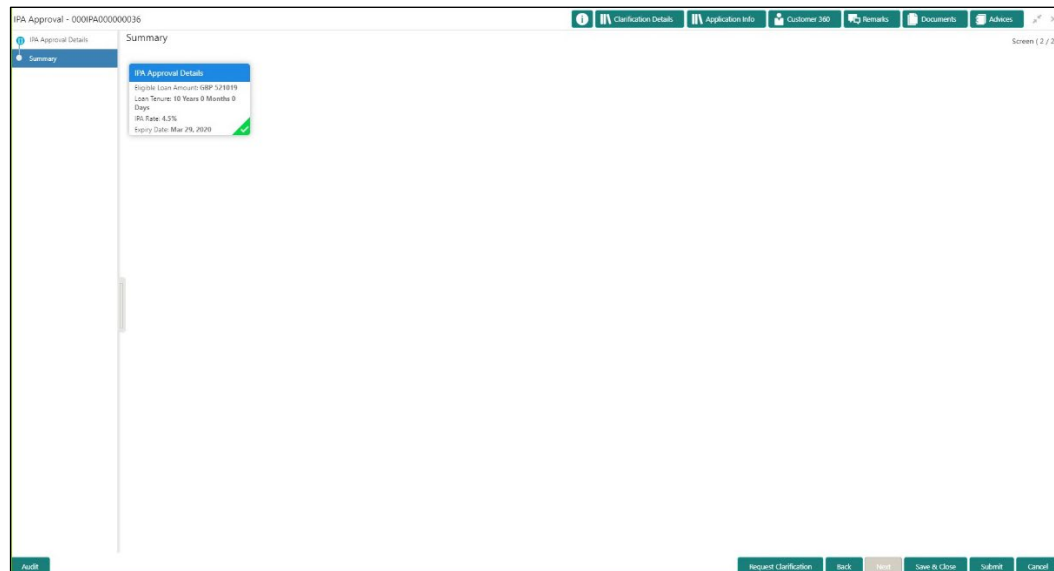 IPA Approval - 000IPA000000036
Clarification Details
Application Info
Customer 360
Remarks
Documents
Advices
IPA Approval Details
Summary
Summary
Screen ( 2 / 2
IPA Approval Details
Eligible Loan Amount: GBP 521019
Loan Tenure: 10 Years 0 Months 0
Days
IPA Rate: 4.5%
Expiry Date: Mar 29, 2020
Audit
Request Clarification
Back
Next
Save & Close
Submit
Cancel